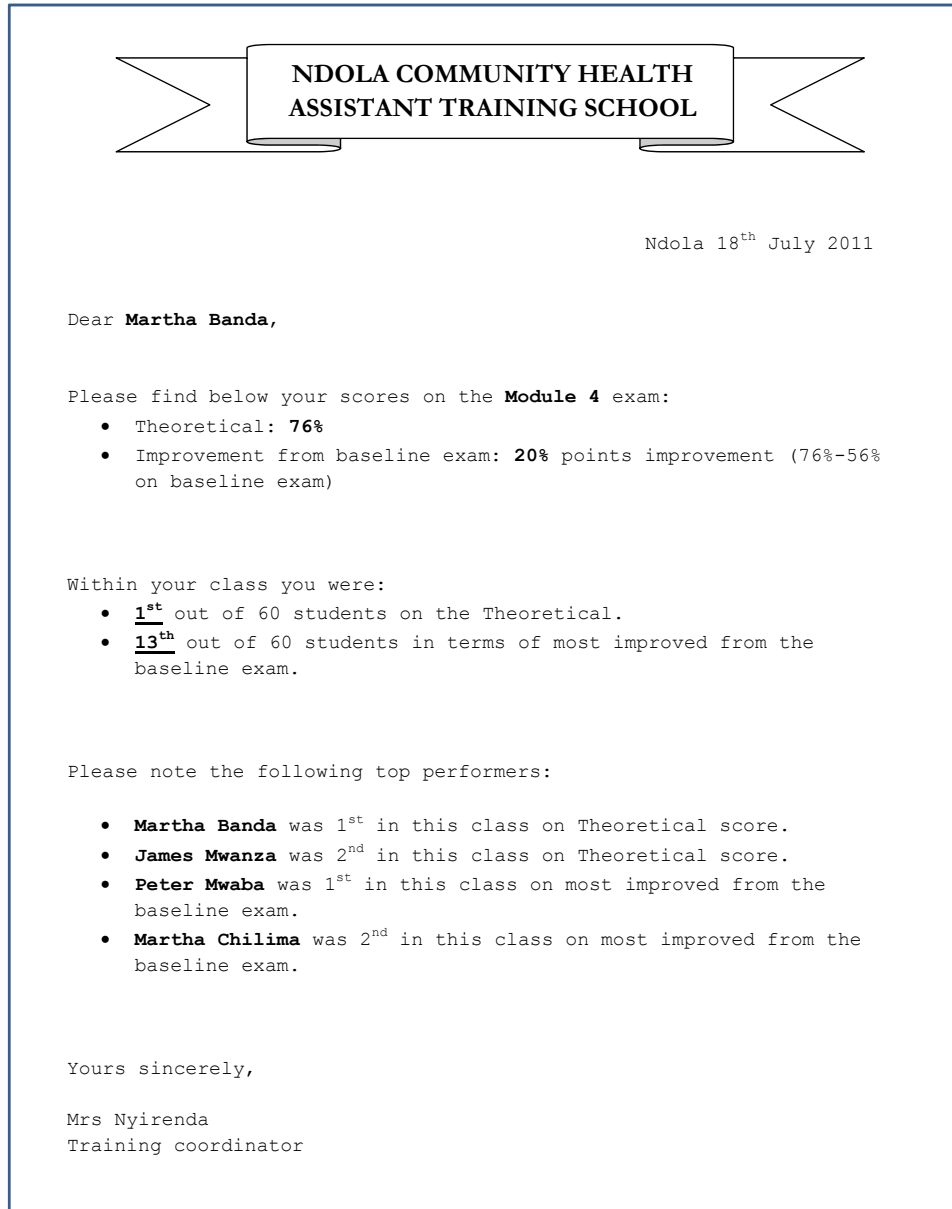 NDOLA COMMUNITY HEALTH
ASSISTANT TRAINING SCHOOL
Ndola 18th July 2011
Dear Martha Banda,
Please find below your scores on the Module 4 exam:
• Theoretical: 76%
• Improvement from baseline exam: 20% points improvement (76%-56%
on baseline exam)
Within your class you were:
• 1st out of 60 students on the Theoretical.
• 13th out of 60 students in terms of most improved from the
baseline exam.
Please note the following top performers:
• Martha Banda was 1st in this class on Theoretical score.
• James Mwanza was 2nd in this class on Theoretical score.
• Peter Mwaba was 1st in this class on most improved from the
baseline exam.
• Martha Chilima was 2nd in this class on most improved from the
baseline exam.
Yours sincerely,
Mrs Nyirenda
Training coordinator